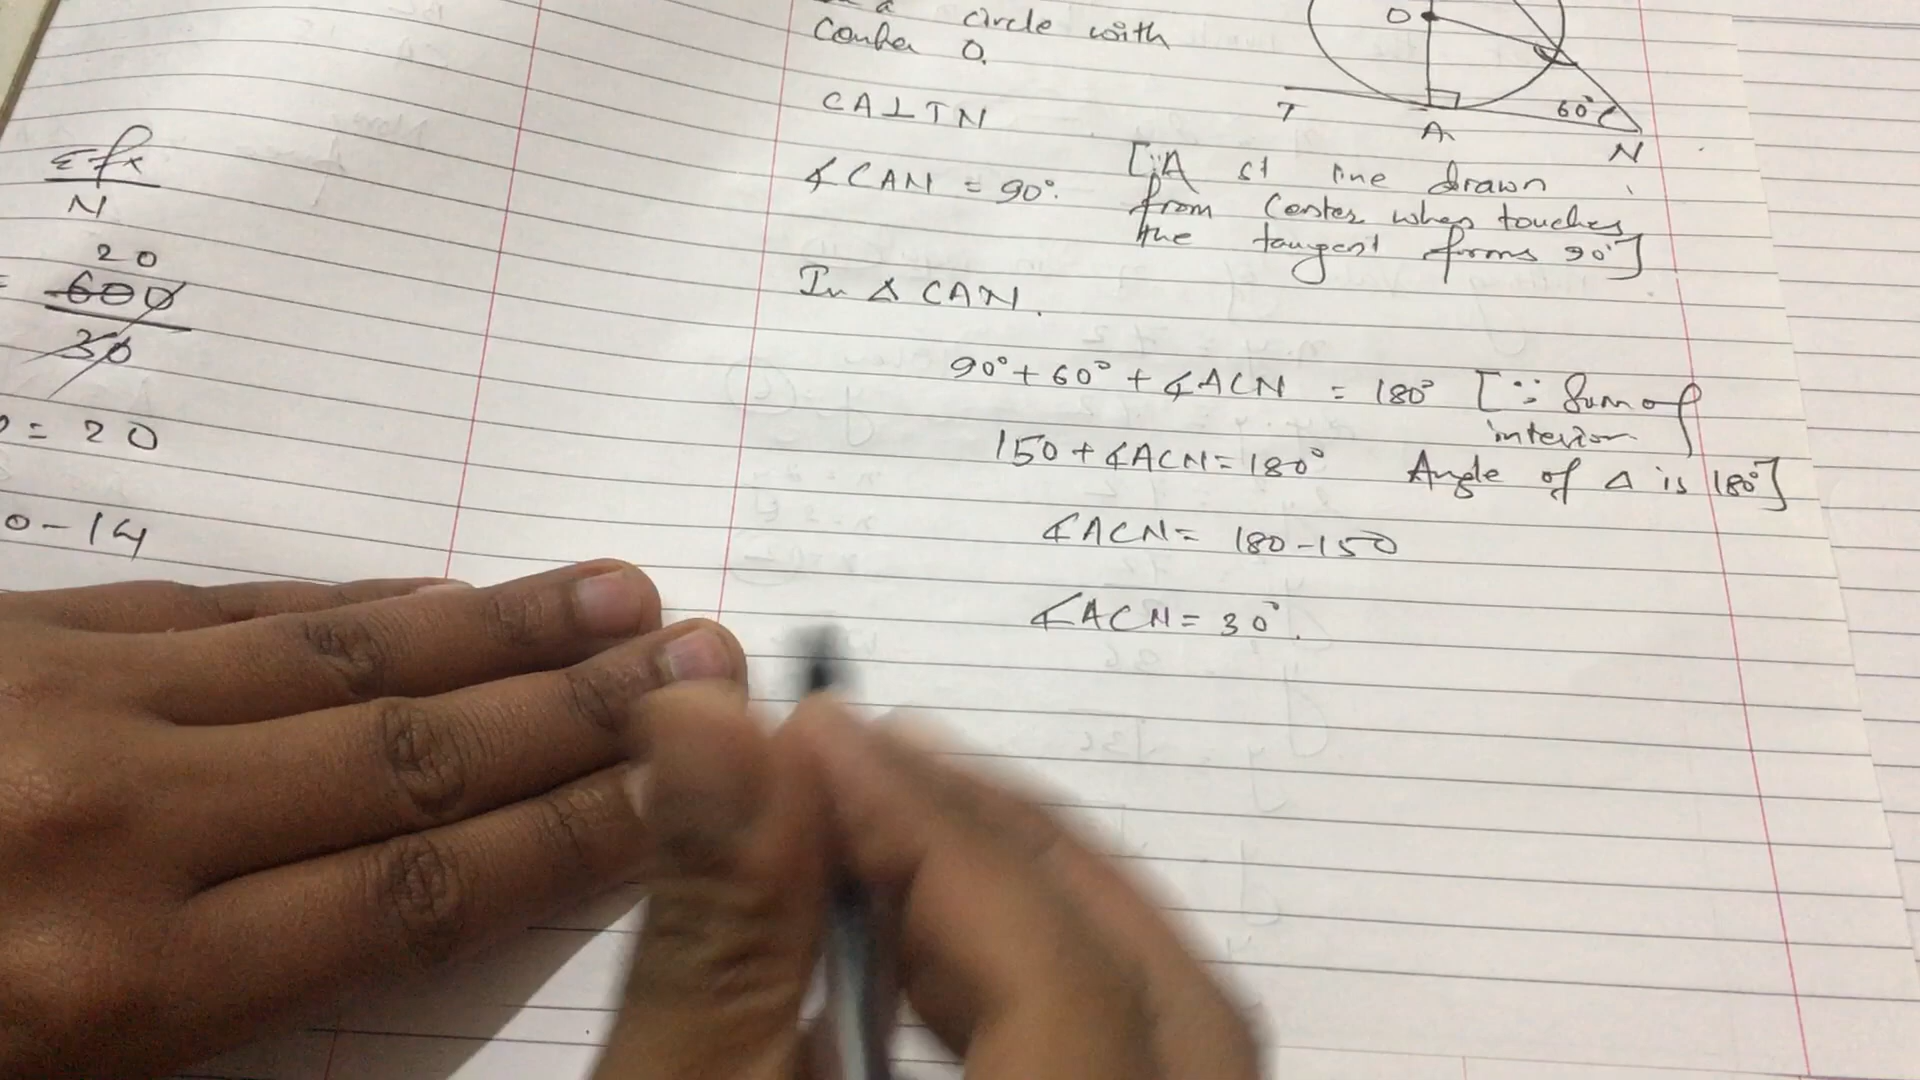 circle with
O.
CA⊥TN
∡CAN = 90°.
[∵A st line drawn
from Center when touches
the tangent forms 90°]
In Δ CAN.
90° + 60° + ∡ACN = 180° [∵ Sum of
interior
150 + ∡ACN = 180° Angle of Δ is 180°]
∡ACN = 180 - 150
∡ACN = 30°.
O
T
A
60°
N
Σfx
N
20
600
30
= 20
0 - 14